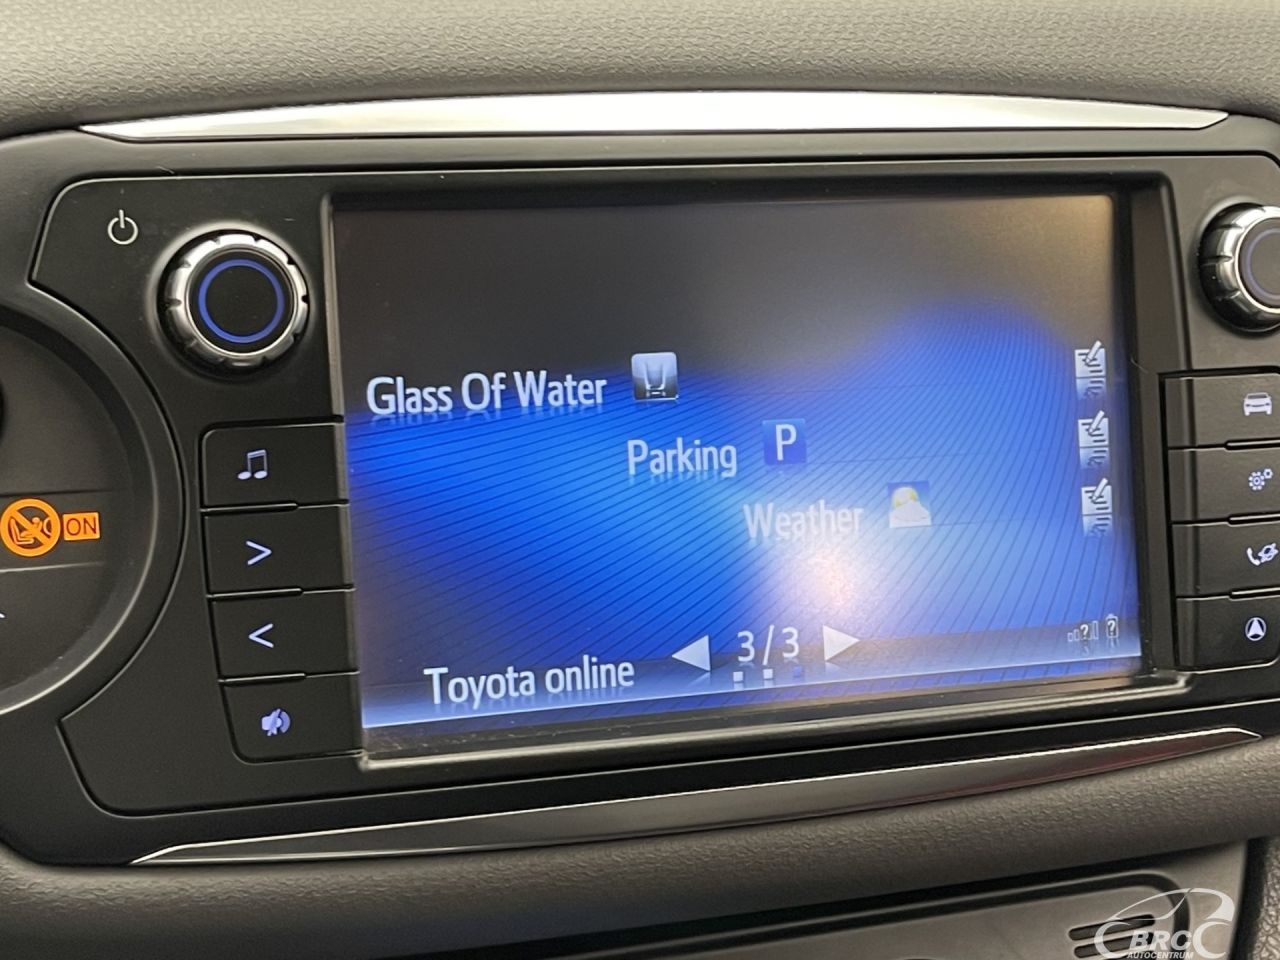 Glass Of Water
Parking P
Weather
Toyota online 3/3
??
ON
BRC
AUTOCENTRUM